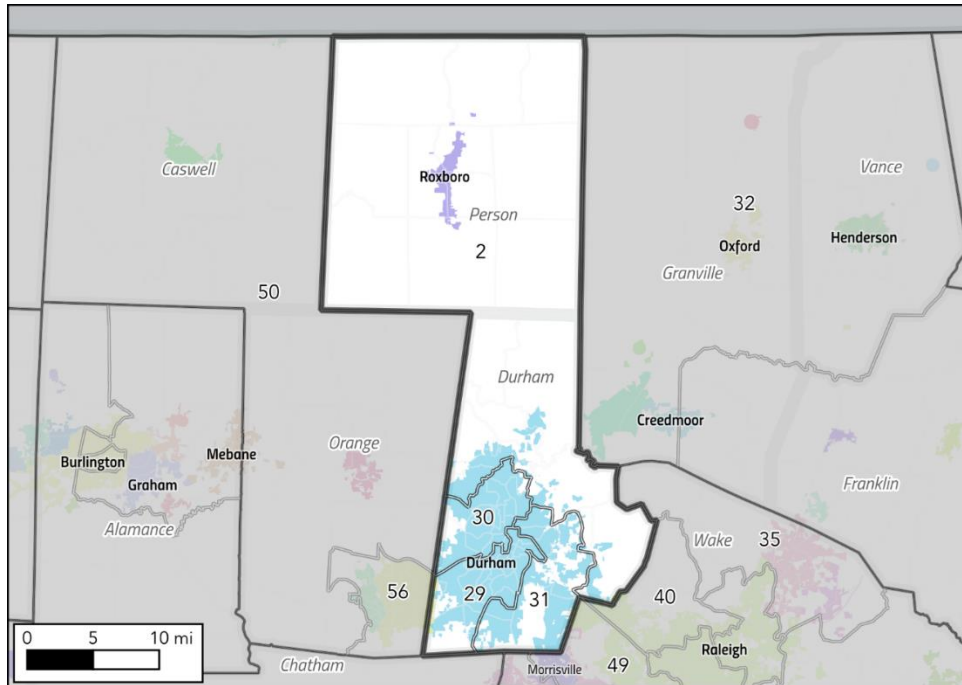 Caswell
Roxboro
Person
2
Vance
32
Oxford
Henderson
Granville
50
Durham
Creedmoor
Burlington
Mebane
Graham
Orange
Alamance
Franklin
30
Wake
35
Durham
56
29
31
40
0 5 10 mi
Chatham
Morrisville
49
Raleigh